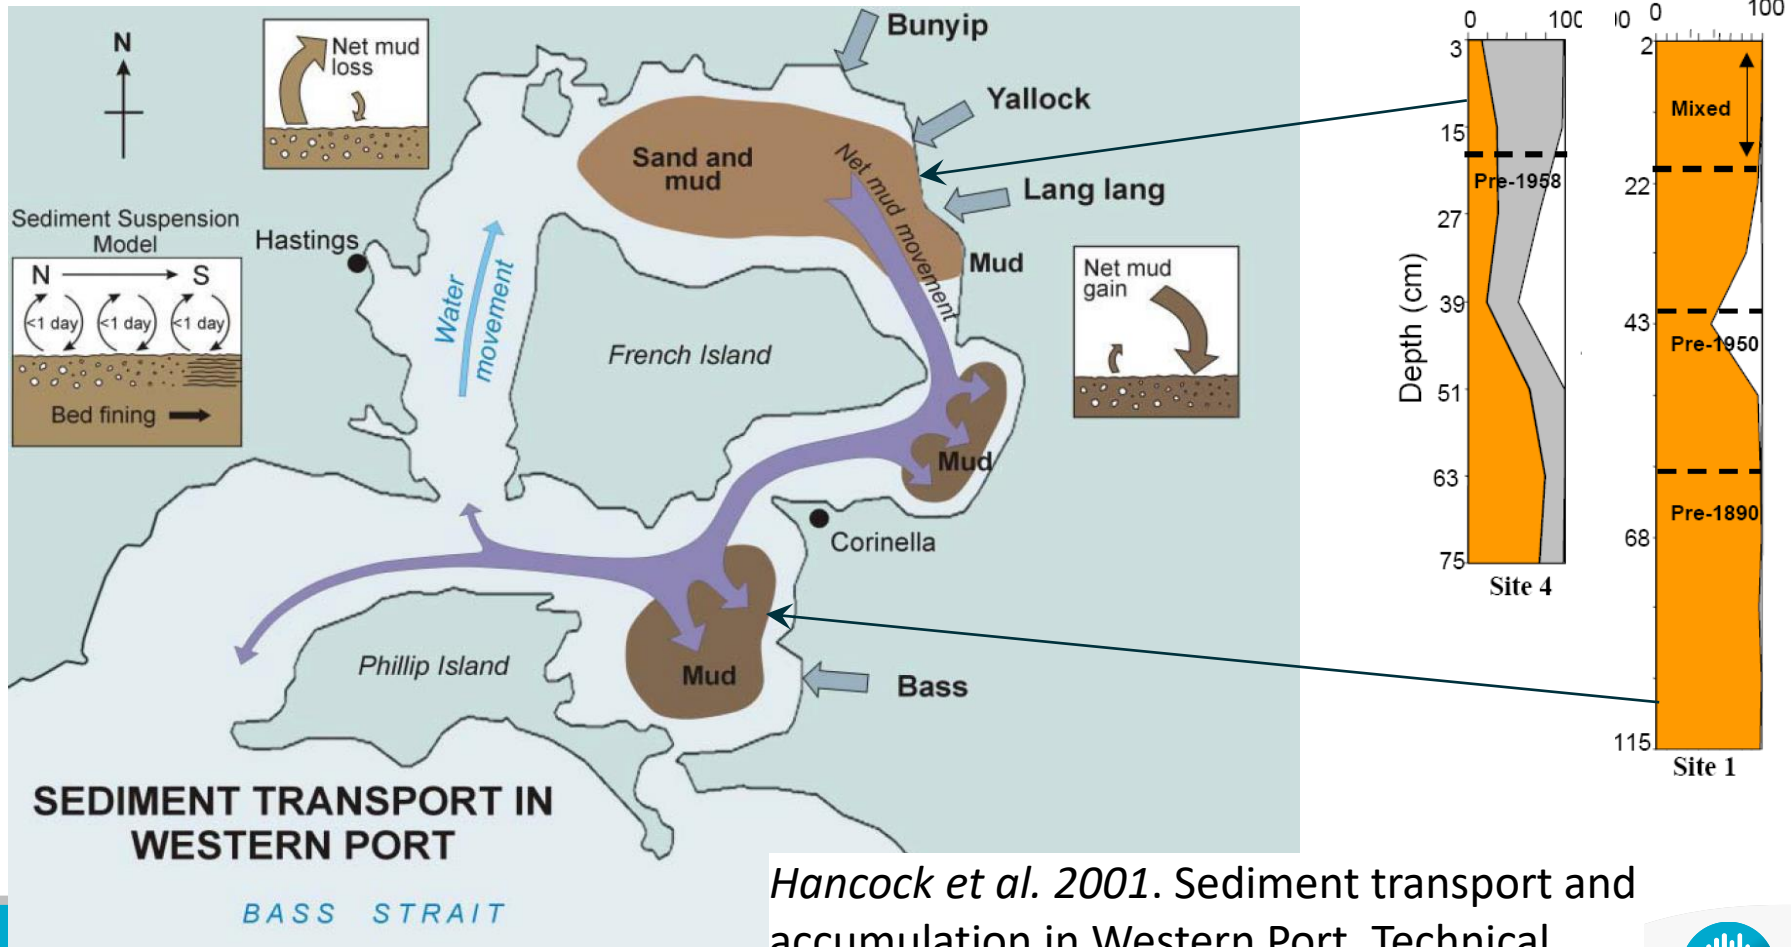 N
Net mud
loss
Bunyip
Yallock
Sand and
mud
Net mud movement
Lang lang
Mud
Sediment Suspension
Model
N
S
<1 day
<1 day
<1 day
Bed fining
Hastings
Water
movement
French Island
Net mud
gain
Mud
Corinella
Phillip Island
Mud
Bass
SEDIMENT TRANSPORT IN
WESTERN PORT
BASS STRAIT
0
100
3
15
Pre-1958
27
39
51
63
75
Depth (cm)
Site 4
00
0
100
2
Mixed
22
43
Pre-1950
Pre-1890
68
115
Site 1
Hancock et al. 2001. Sediment transport and
accumulation in Western Port. Technical